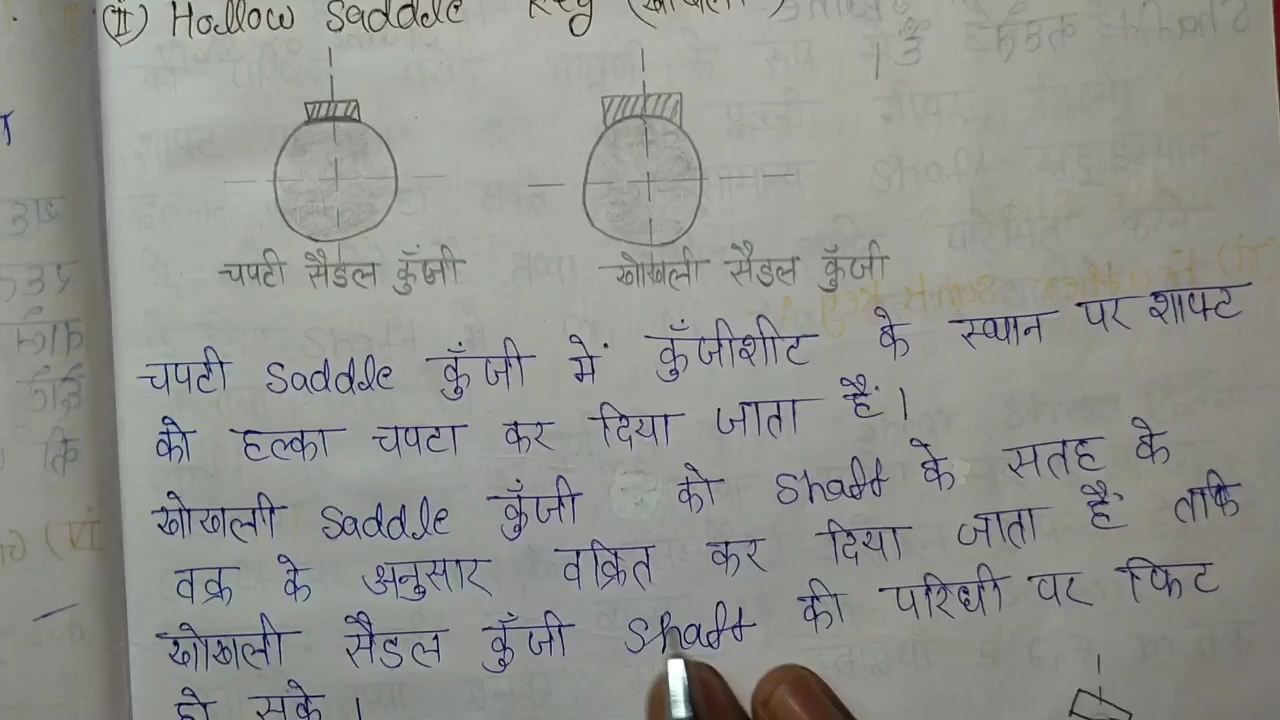 (ii) Hollow Saddle Key (खोखली)
चपटी सैडल कुँजी
खोखली सैडल कुँजी
चपटी saddle कुँजी में कुँजीशीट के स्थान पर शाफ्ट
को हल्का चपटा कर दिया जाता हैं।
खोखली saddle कुँजी को shaft के सतह के
वक्र के अनुसार वक्रित कर दिया जाता हैं ताकि
खोखली सैडल कुँजी shaft की परिधी पर फिट
हो सके।